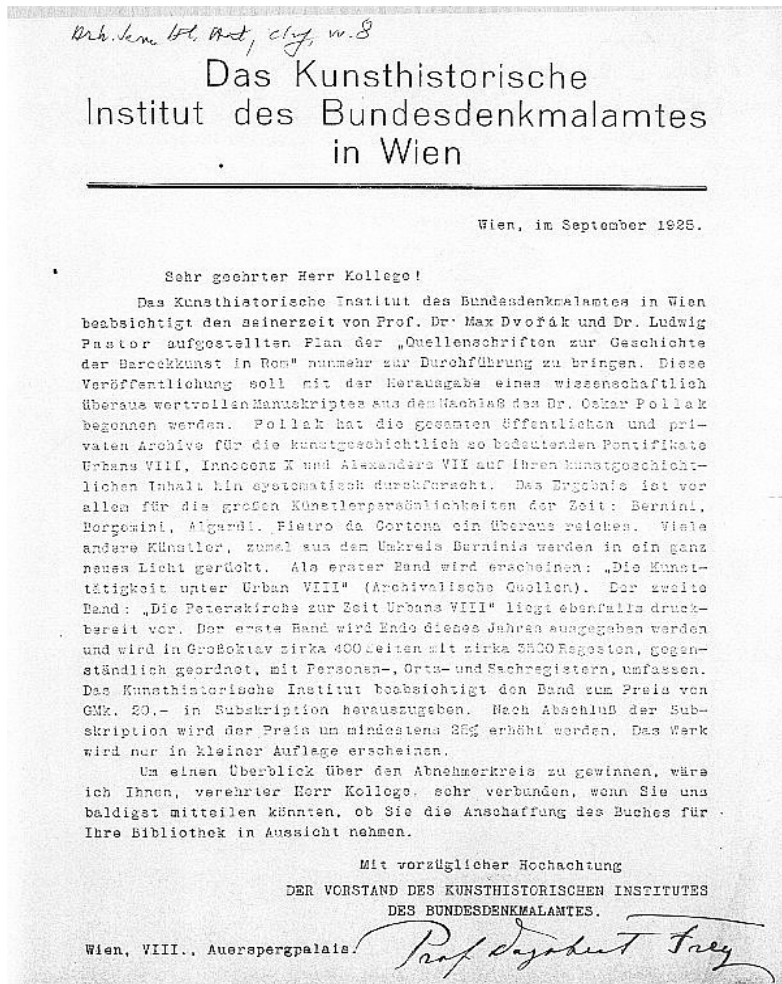 Das Kunsthistorische
Institut des Bundesdenkmalamtes
in Wien
Wien, im September 1925.
Sehr geehrter Herr Kollege!
Das Kunsthistorische Institut des Bundesdenkmalamtes in Wien
beabsichtigt den seinerzeit von Prof. Dr. Max Dvořák und Dr. Ludwig
Pastor aufgestellten Plan der „Quellenschriften zur Geschichte
der Barockkunst in Rom" nunmehr zur Durchführung zu bringen. Diese
Veröffentlichung soll mit der Herausgabe eines wissenschaftlich
überaus wertvollen Manuskriptes aus dem Nachlaß des Dr. Oskar Pollak
begonnen werden. Pollak hat die gesamten öffentlichen und pri-
vaten Archive für die kunstgeschichtlich so bedeutenden Pontifikate
Urbans VIII, Innocenz X und Alexanders VII auf ihren kunstgeschicht-
lichen Inhalt hin systematisch durchforscht. Das Ergebnis ist vor
allem für die großen Künstlerpersönlichkeiten der Zeit: Bernini,
Borgomini, Algardi, Pietro da Cortona ein überaus reiches. Viele
andere Künstler, zumal aus dem Umkreis Berninis werden in ein ganz
neues Licht gerückt. Als erster Band wird erscheinen: „Die Kunst-
tätigkeit unter Urban VIII" (Archivalische Quellen). Der zweite
Band: „Die Peterskirche zur Zeit Urbans VIII" liegt ebenfalls druck-
bereit vor. Der erste Band wird Ende dieses Jahres ausgegeben werden
und wird in Großoktav zirka 400 Seiten mit zirka 3500 Regesten, gegen-
ständlich geordnet, mit Personen-, Orts- und Sachregistern, umfassen.
Das Kunsthistorische Institut beabsichtigt den Band zum Preis von
GMk. 20.- in Subskription herauszugeben. Nach Abschluß der Sub-
skription wird der Preis um mindestens 25% erhöht werden. Das Werk
wird nur in kleiner Auflage erscheinen.
Um einen Überblick über den Abnehmerkreis zu gewinnen, wäre
ich Ihnen, verehrter Herr Kollege, sehr verbunden, wenn Sie uns
baldigst mitteilen könnten, ob Sie die Anschaffung des Buches für
Ihre Bibliothek in Aussicht nehmen.
Mit vorzüglicher Hochachtung
DER VORSTAND DES KUNSTHISTORISCHEN INSTITUTES
DES BUNDESDENKMALAMTES.
Wien, VIII., Auerspergpalais.
Prof Dagobert Frey